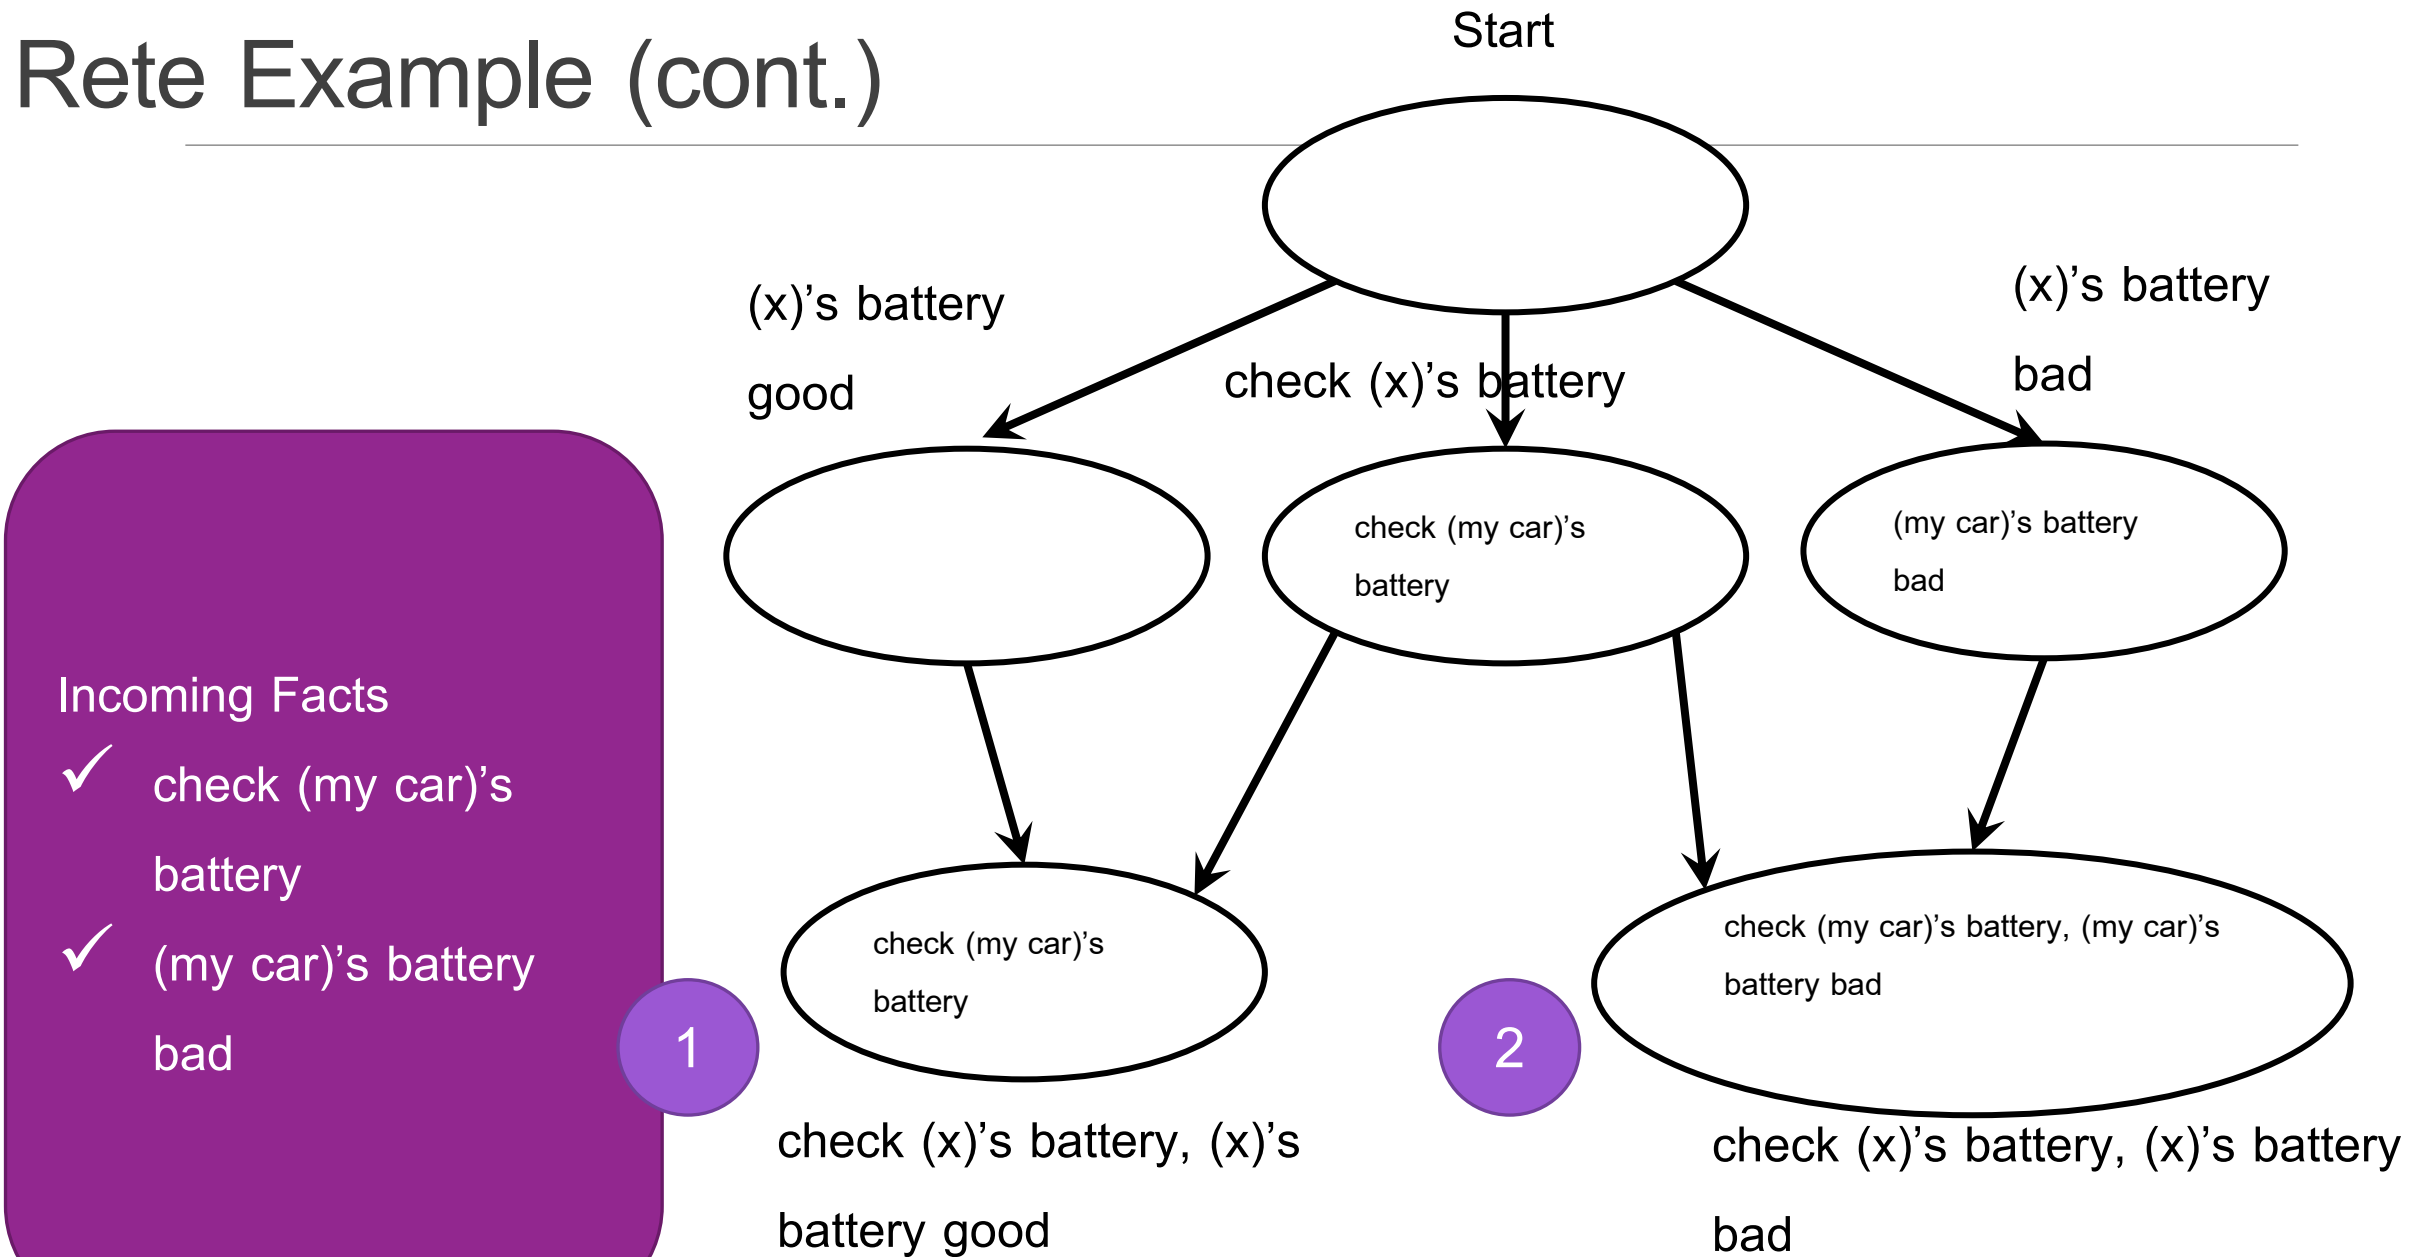 Rete Example (cont.)
Start
(x)’s battery
good
check (x)’s battery
(x)’s battery
bad
check (my car)’s
battery
(my car)’s battery
bad
Incoming Facts
✓ check (my car)’s
battery
✓ (my car)’s battery
bad
1
check (my car)’s
battery
2
check (my car)’s battery, (my car)’s
battery bad
check (x)’s battery, (x)’s
battery good
check (x)’s battery, (x)’s battery
bad